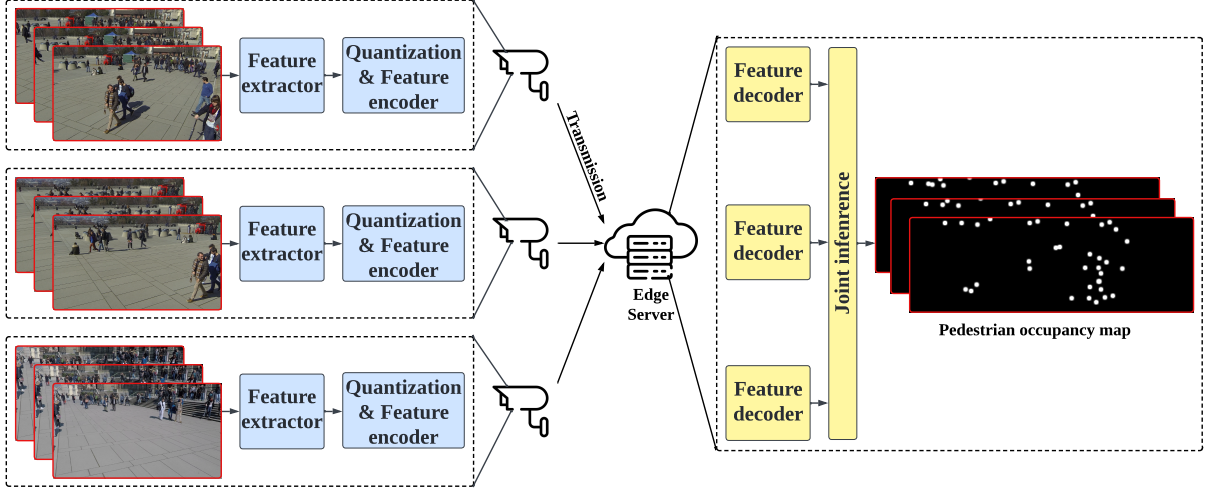 Feature
extractor
Quantization
& Feature
encoder
Feature
extractor
Quantization
& Feature
encoder
Feature
extractor
Quantization
& Feature
encoder
Transmission
Edge
Server
Feature
decoder
Feature
decoder
Feature
decoder
Joint inference
Pedestrian occupancy map